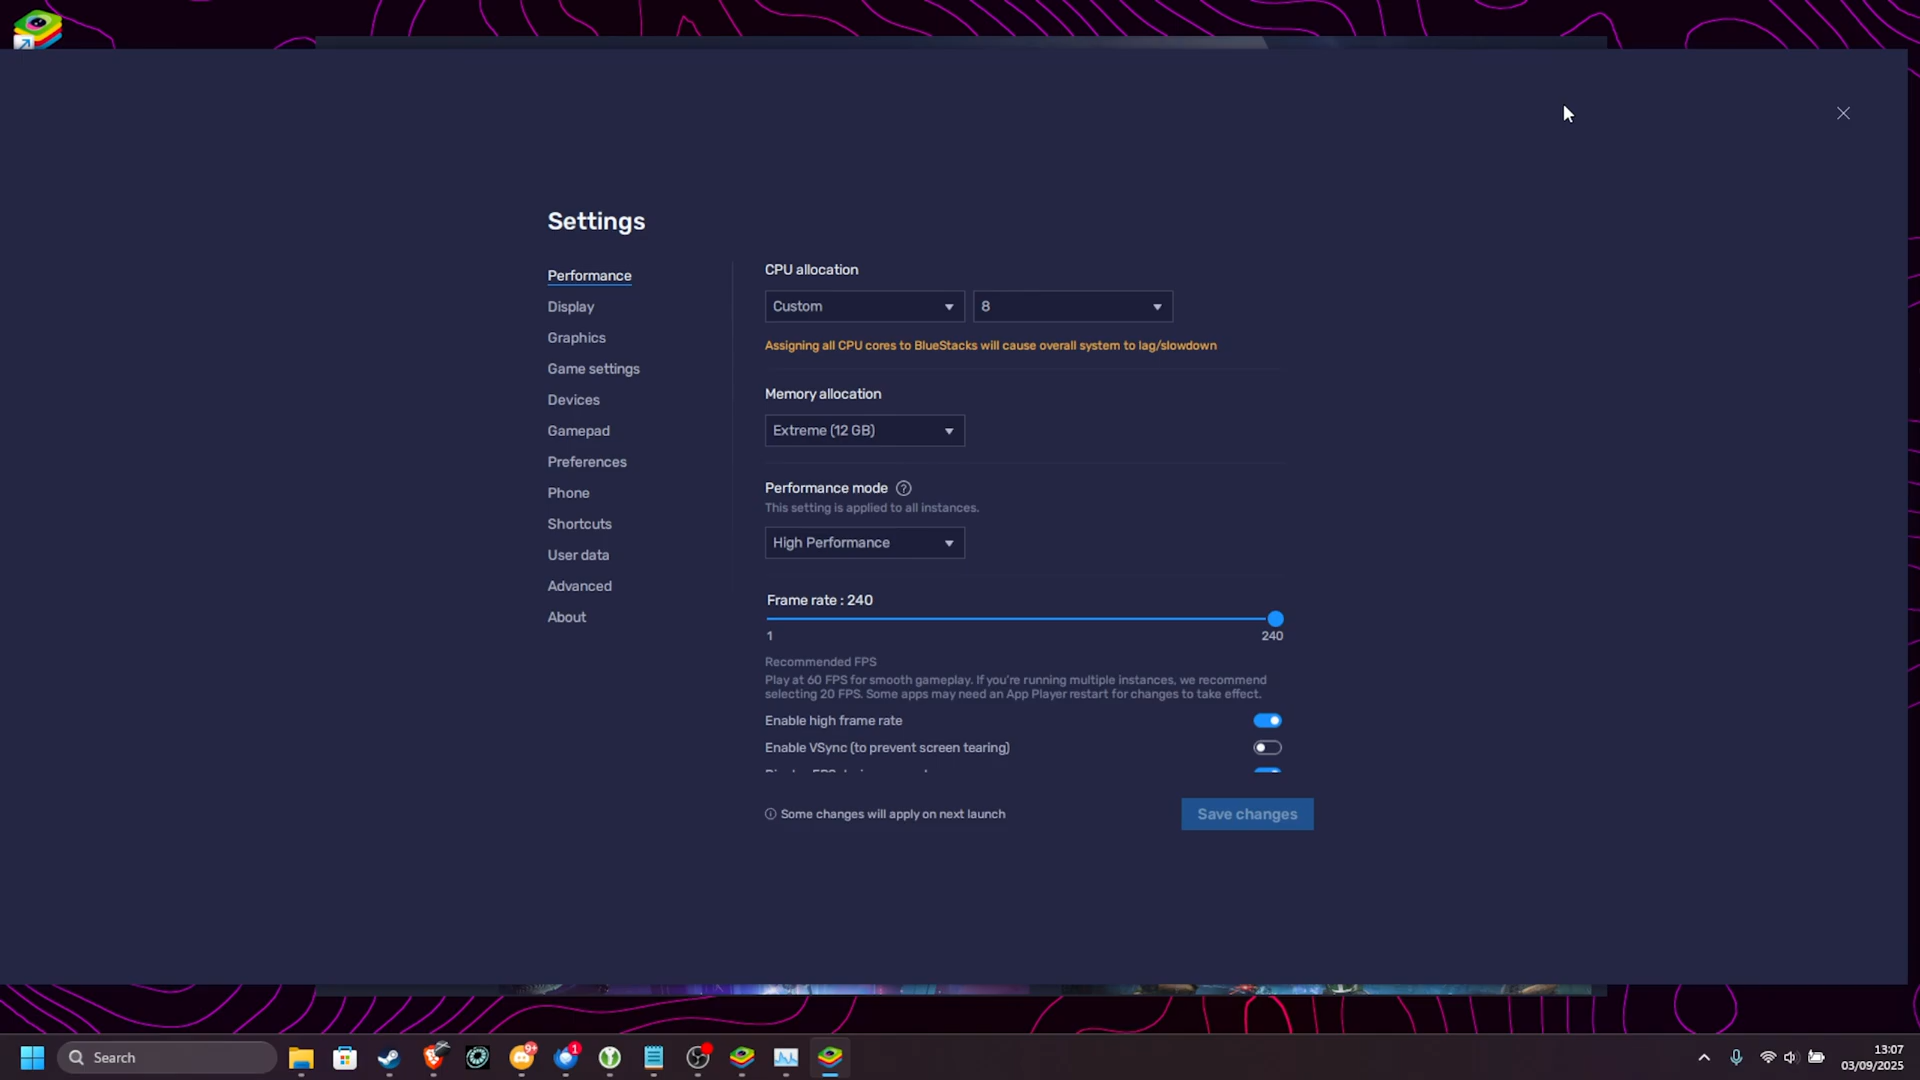 Settings
Performance
Display
Graphics
Game settings
Devices
Gamepad
Preferences
Phone
Shortcuts
User data
Advanced
About
CPU allocation
Custom
8
Assigning all CPU cores to BlueStacks will cause overall system to lag/slowdown
Memory allocation
Extreme (12 GB)
Performance mode
This setting is applied to all instances.
High Performance
Frame rate : 240
1
240
Recommended FPS
Play at 60 FPS for smooth gameplay. If you're running multiple instances, we recommend
selecting 20 FPS. Some apps may need an App Player restart for changes to take effect.
Enable high frame rate
Enable VSync (to prevent screen tearing)
Some changes will apply on next launch
Save changes
Search
9+
1
13:07
03/09/2025